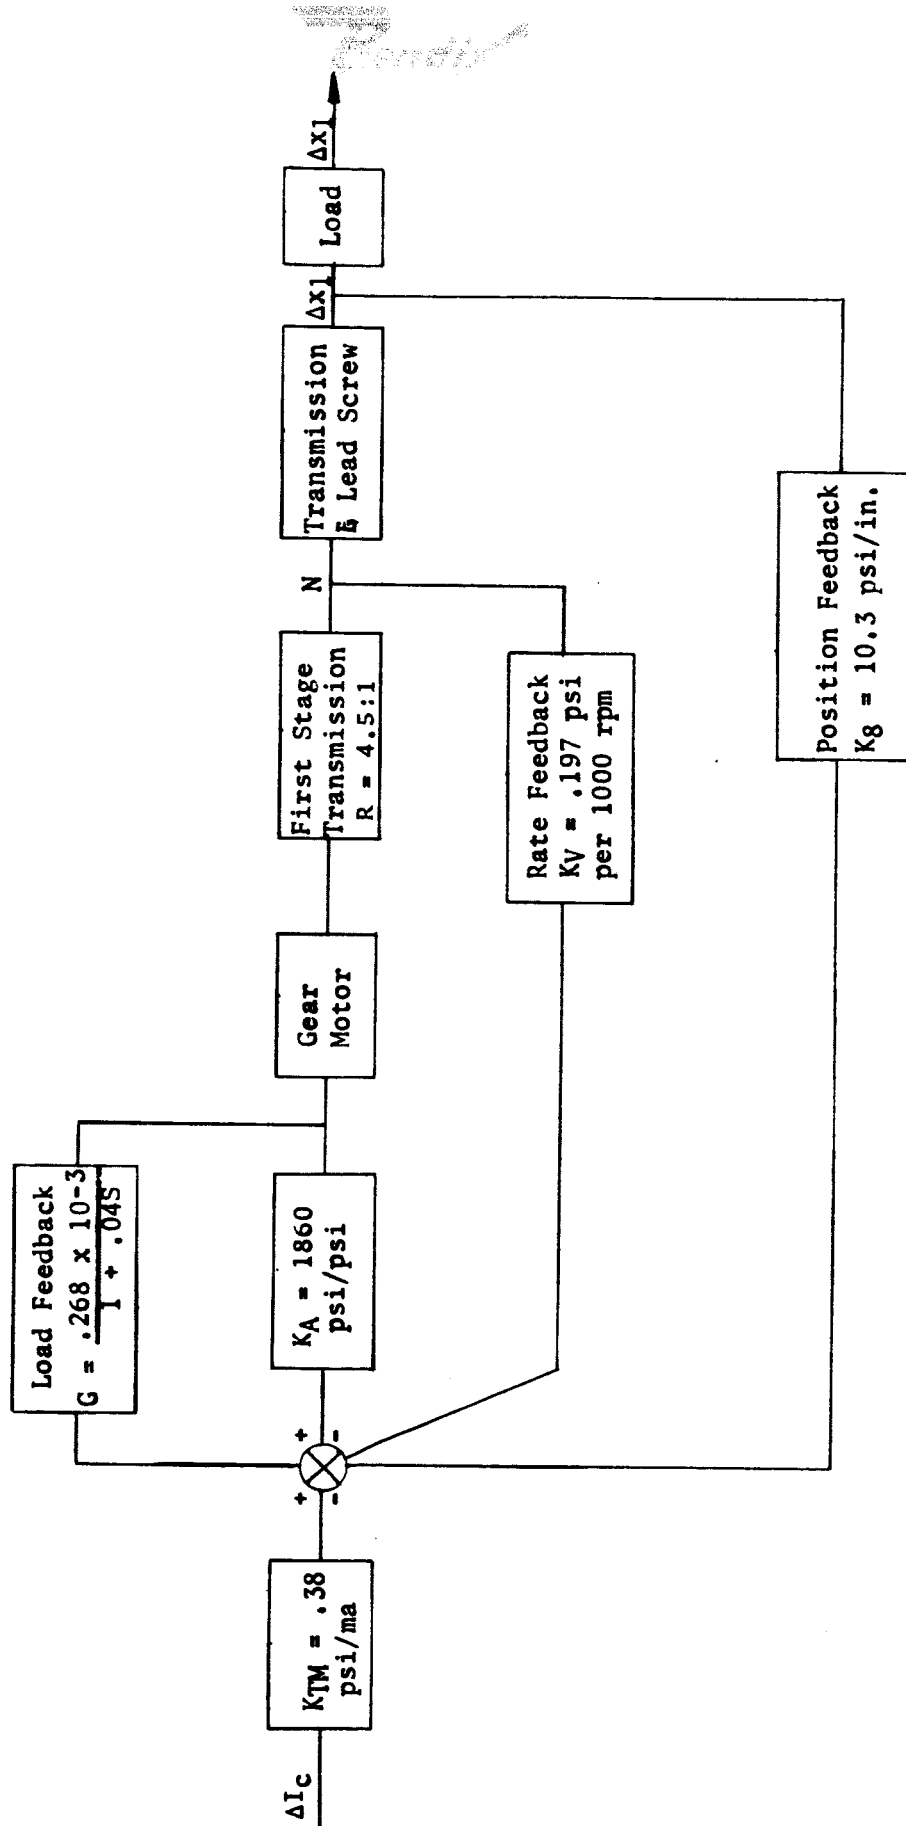 ΔIc
KTM = .38
psi/ma
+
-
+
-
Load Feedback
G = .268 x 10-3
1 + .04S
KA = 1860
psi/psi
Gear
Motor
First Stage
Transmission
R = 4.5:1
N
Transmission
& Lead Screw
Δx1
Load
Δx1
Rate Feedback
KV = .197 psi
per 1000 rpm
Position Feedback
K8 = 10.3 psi/in.
Bendix